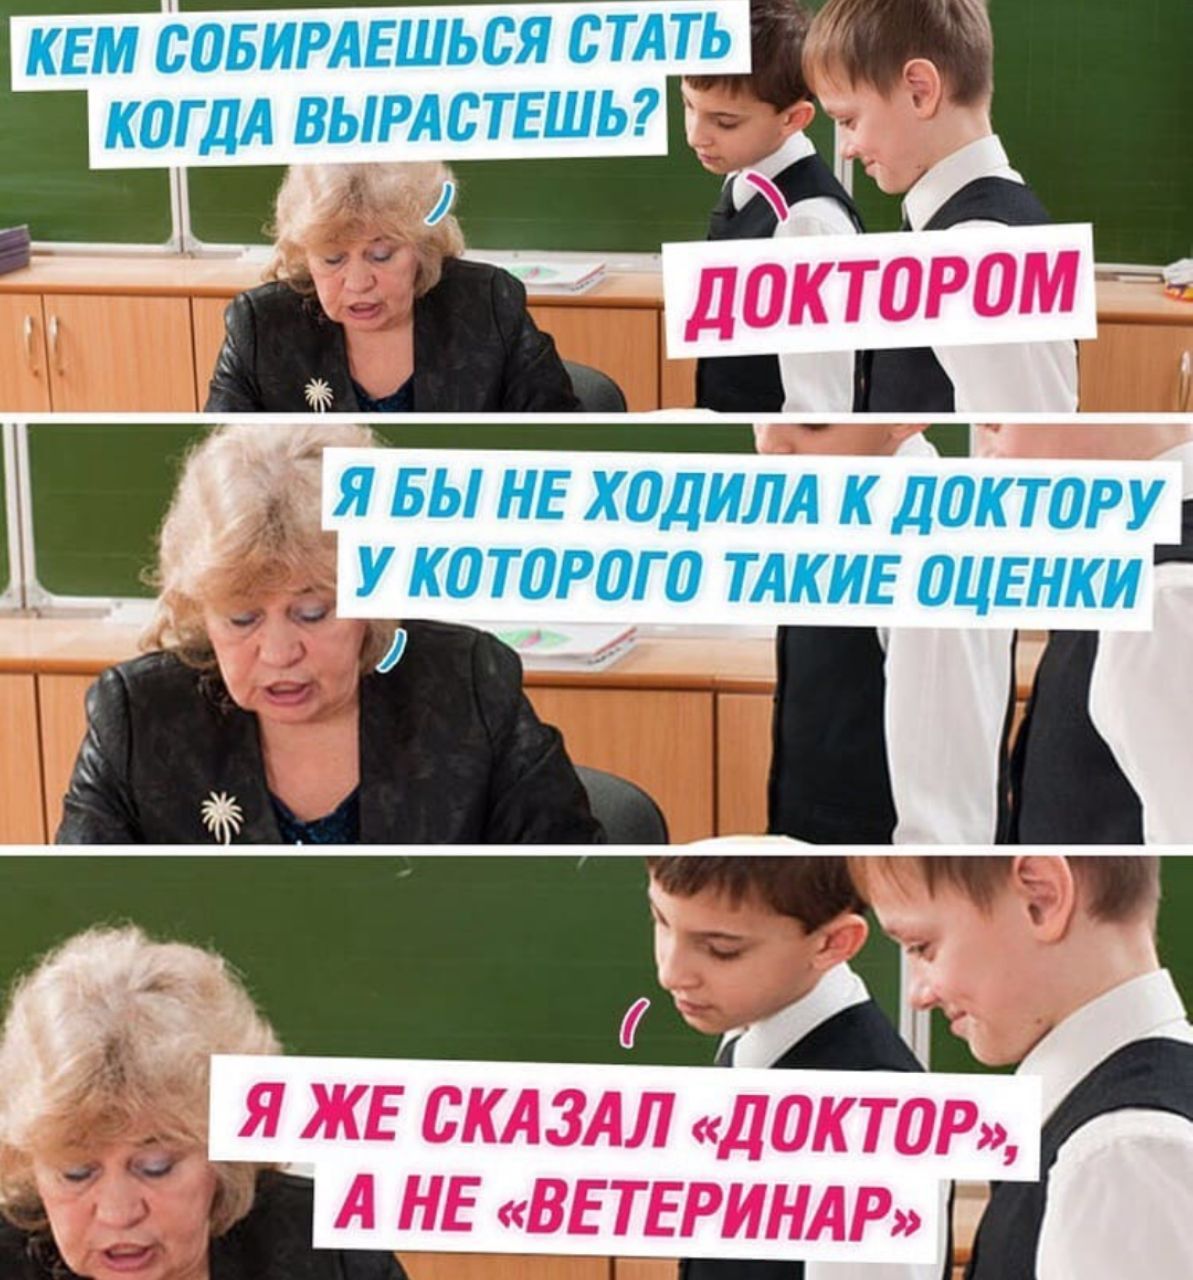 КЕМ СОБИРАЕШЬСЯ СТАТЬ
КОГДА ВЫРАСТЕШЬ?
ДОКТОРОМ
Я БЫ НЕ ХОДИЛА К ДОКТОРУ
У КОТОРОГО ТАКИЕ ОЦЕНКИ
Я ЖЕ СКАЗАЛ «ДОКТОР»,
А НЕ «ВЕТЕРИНАР»